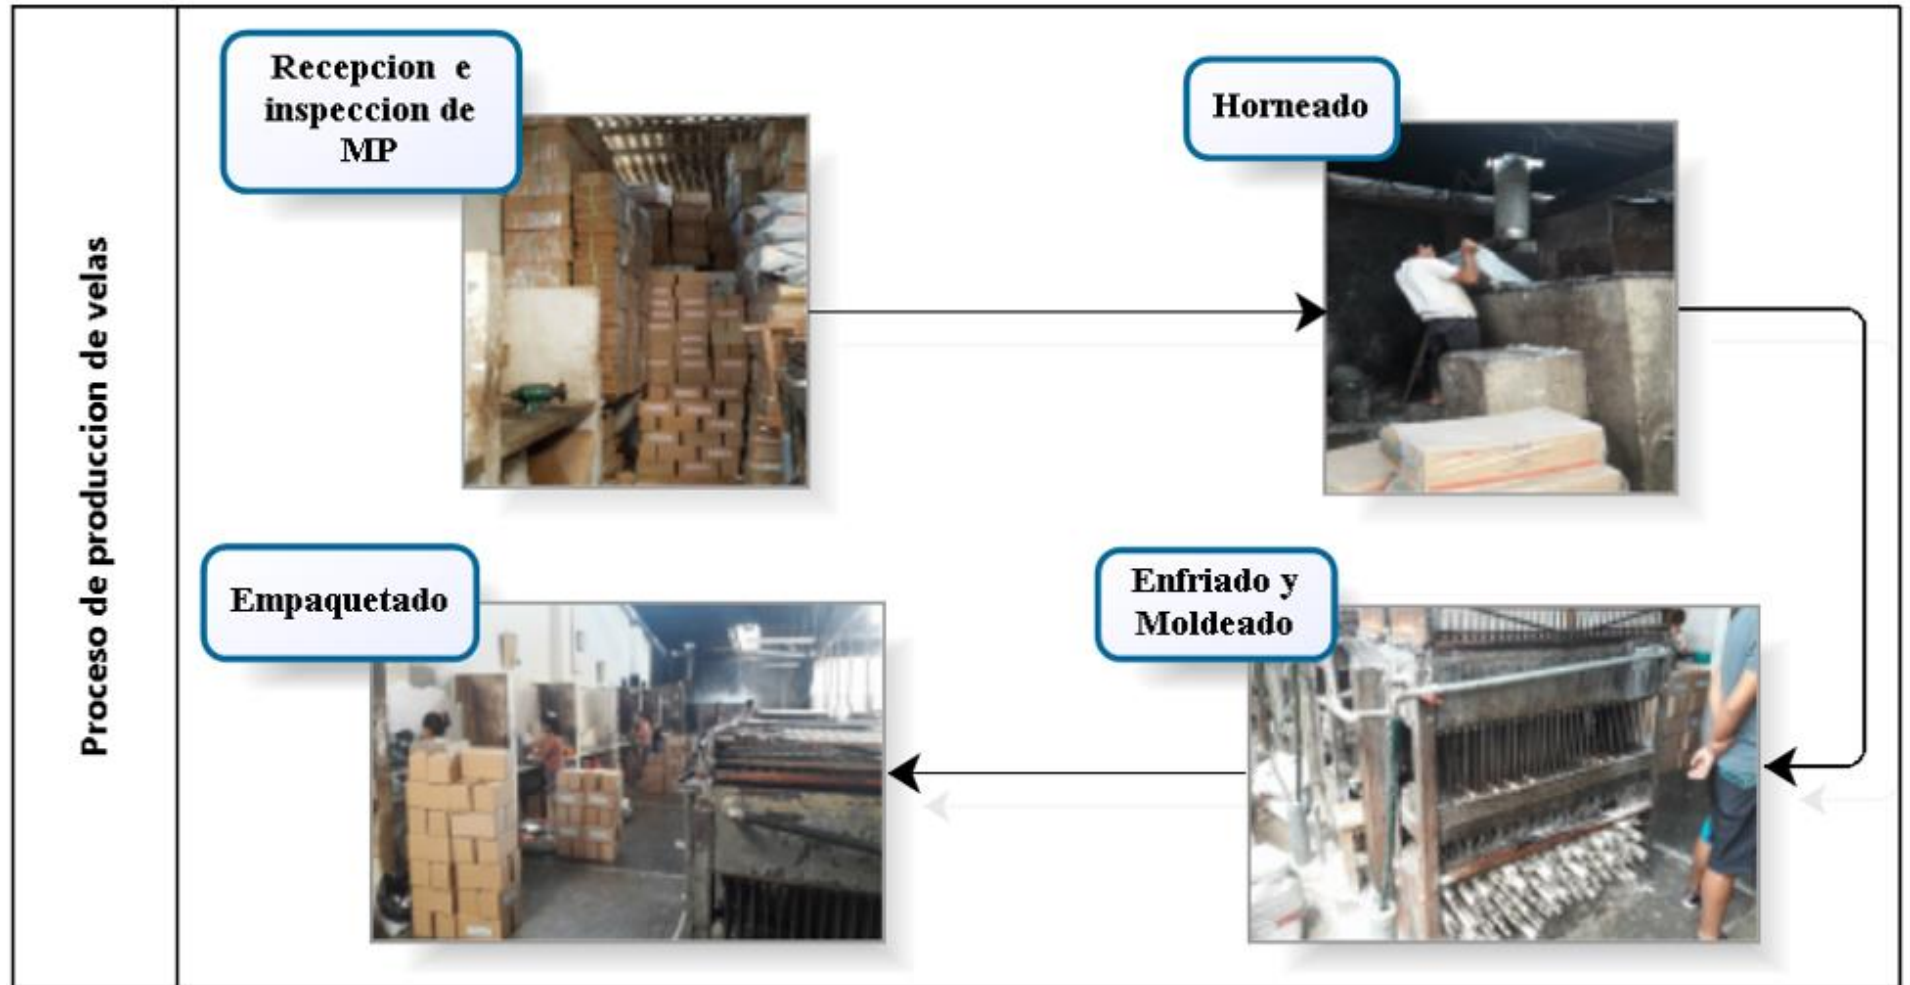 Proceso de produccion de velas
Recepcion e
inspeccion de
MP
Horneado
Enfriado y
Moldeado
Empaquetado